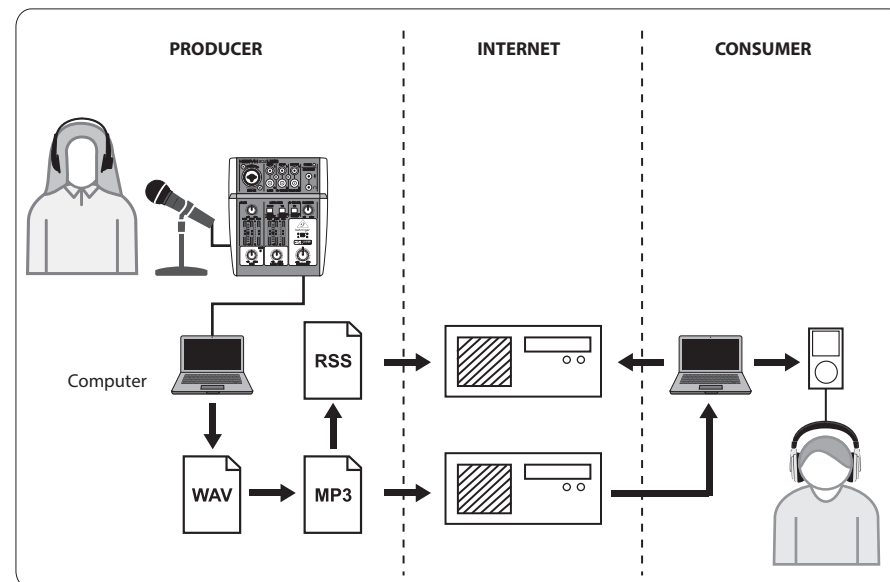 PRODUCER
INTERNET
CONSUMER
Computer
RSS
WAV
MP3